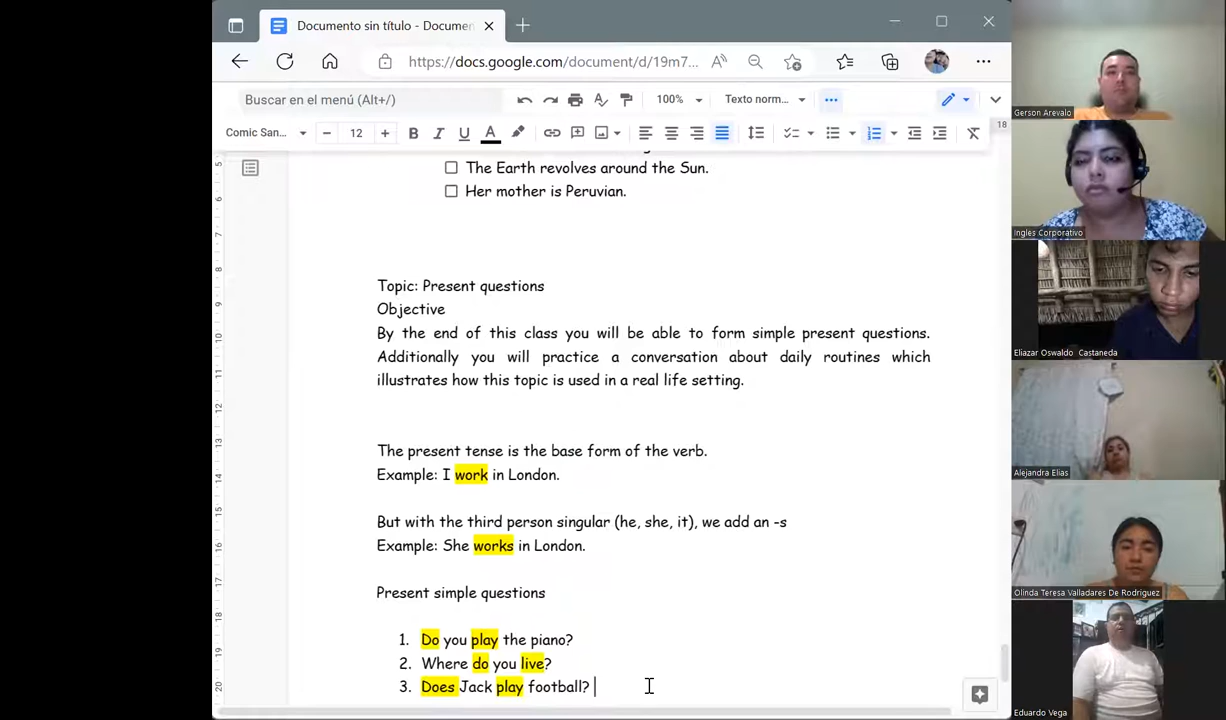 Documento sin título - Documen
https://docs.google.com/document/d/19m7...
Buscar en el menú (Alt+/)
100%
Texto norm...
Comic San...
12
18
The Earth revolves around the Sun.
Her mother is Peruvian.
Topic: Present questions
Objective
By the end of this class you will be able to form simple present questions.
Additionally you will practice a conversation about daily routines which
illustrates how this topic is used in a real life setting.
The present tense is the base form of the verb.
Example: I work in London.
But with the third person singular (he, she, it), we add an -s
Example: She works in London.
Present simple questions
1. Do you play the piano?
2. Where do you live?
3. Does Jack play football?
Gerson Arevalo
Inglés Corporativo
Eliazar Oswaldo Castaneda
Alejandra Elias
Olinda Teresa Valladares De Rodriguez
Eduardo Vega